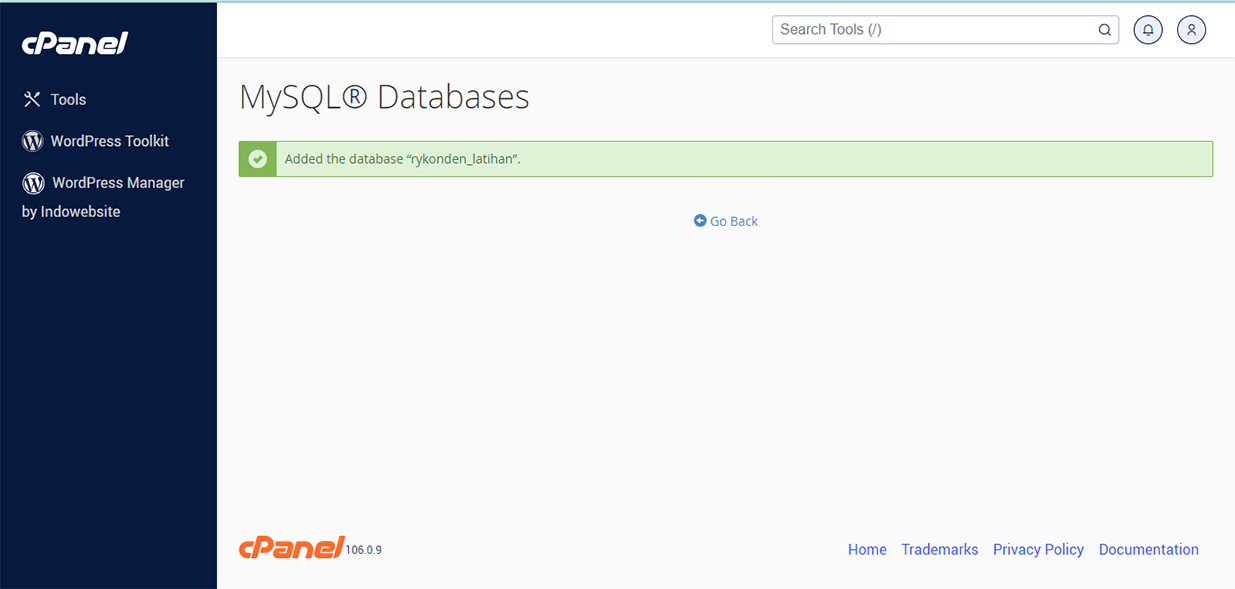 cPanel
Search Tools (/)
Tools
WordPress Toolkit
WordPress Manager
by Indowebsite
MySQL® Databases
Added the database “rykonden_latihan”.
Go Back
cPanel 106.0.9
Home Trademarks Privacy Policy Documentation